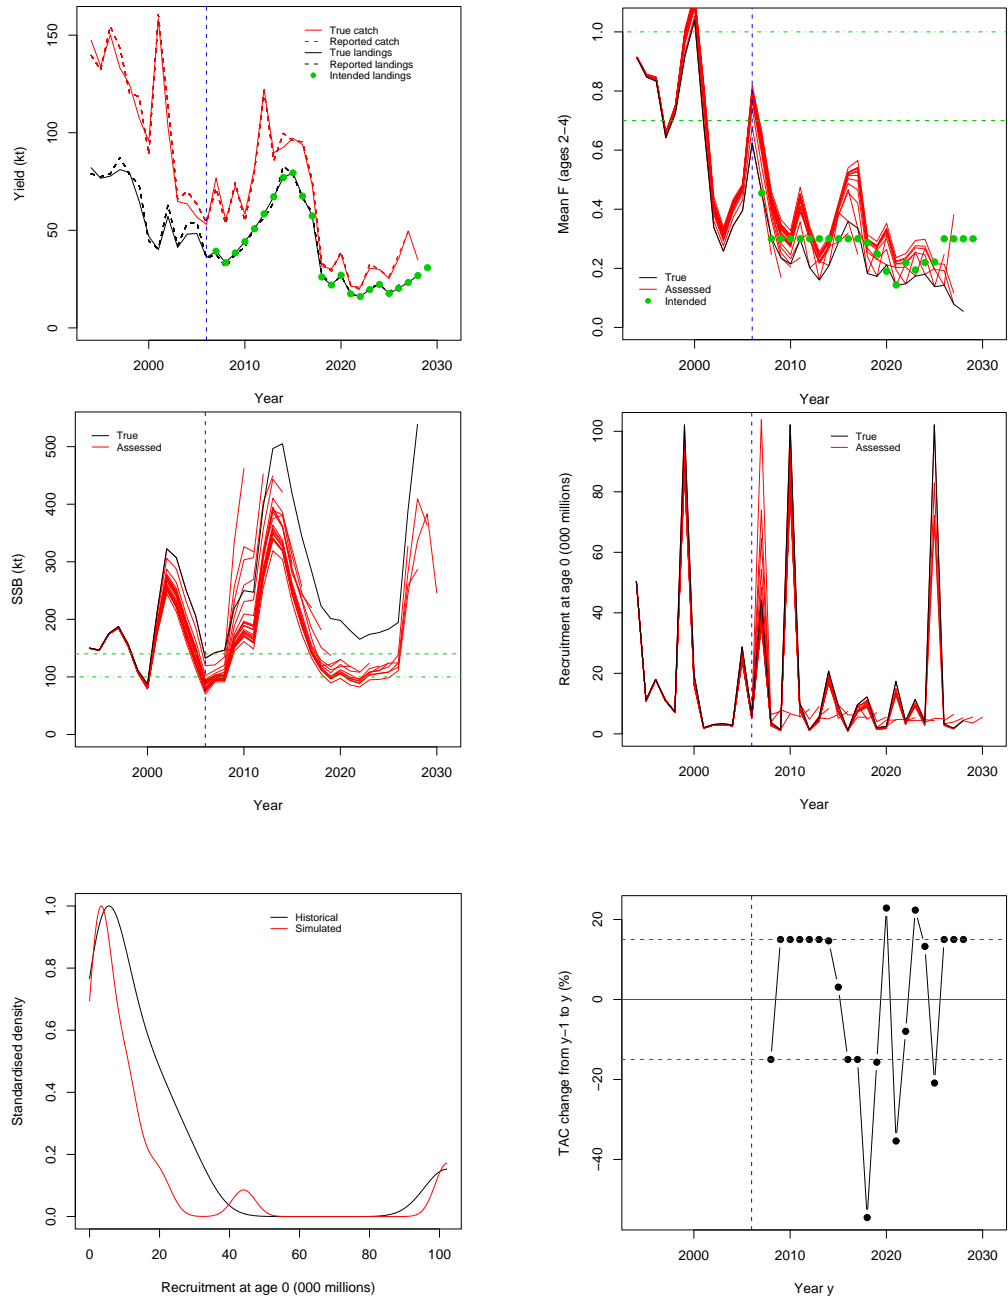 True catch
Reported catch
True landings
Reported landings
Intended landings
0
50
100
150
Yield (kt)
2000
2010
2020
2030
Year
0.0
0.2
0.4
0.6
0.8
1.0
Mean F (ages 2−4)
True
Assessed
Intended
2000
2010
2020
2030
Year
True
Assessed
0
100
200
300
400
500
SSB (kt)
2000
2010
2020
2030
Year
True
Assessed
0
20
40
60
80
100
Recruitment at age 0 (000 millions)
2000
2010
2020
2030
Year
Historical
Simulated
0.0
0.2
0.4
0.6
0.8
1.0
Standardised density
0
20
40
60
80
100
Recruitment at age 0 (000 millions)
−40
−20
0
20
TAC change from y−1 to y (%)
2000
2010
2020
2030
Year y